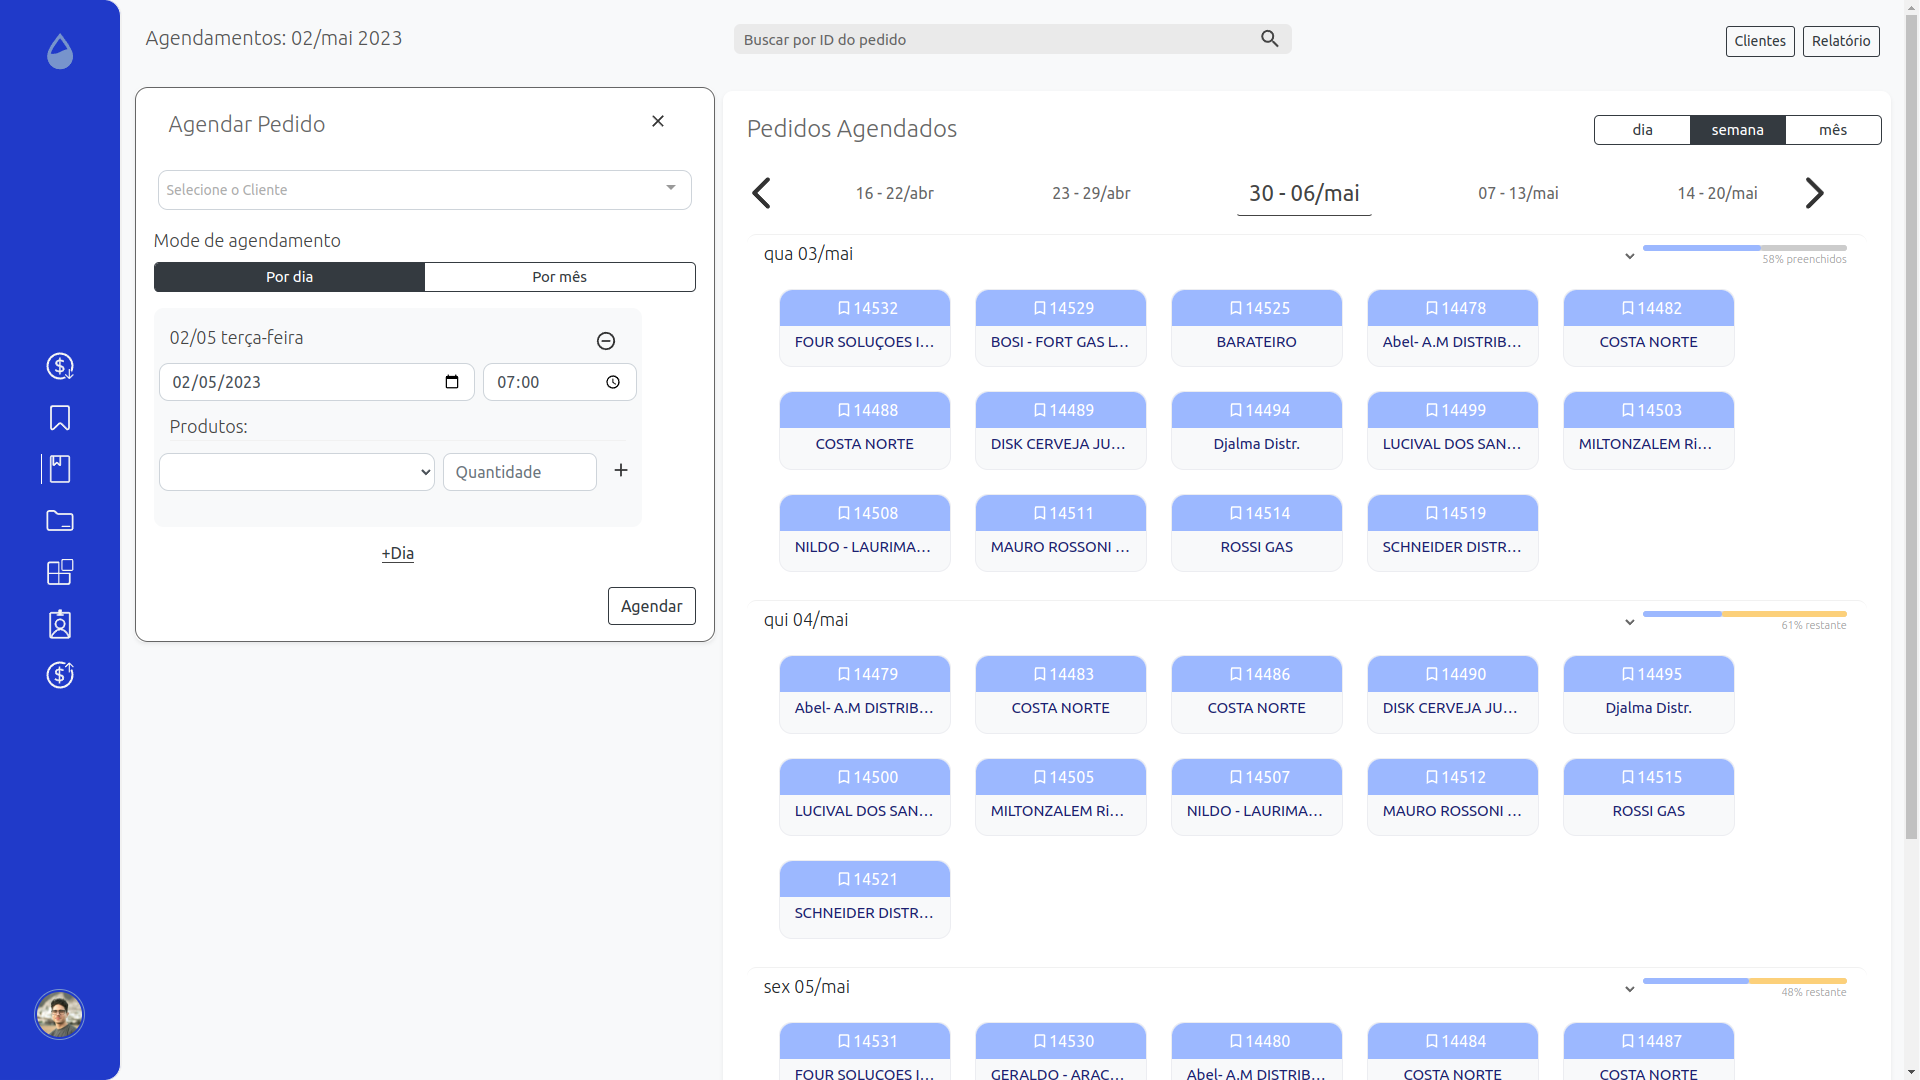 Agendamentos: 02/mai 2023
Buscar por ID do pedido
Clientes
Relatório
Agendar Pedido
Selecione o Cliente
Mode de agendamento
Por dia
Por mês
02/05 terça-feira
02/05/2023
07:00
Produtos:
Quantidade
+Dia
Agendar
Pedidos Agendados
dia
semana
mês
16 - 22/abr
23 - 29/abr
30 - 06/mai
07 - 13/mai
14 - 20/mai
qua 03/mai
58% preenchidos
14532
FOUR SOLUÇOES I...
14529
BOSI - FORT GAS L...
14525
BARATEIRO
14478
Abel- A.M DISTRIB...
14482
COSTA NORTE
14488
COSTA NORTE
14489
DISK CERVEJA JU...
14494
Djalma Distr.
14499
LUCIVAL DOS SAN...
14503
MILTONZALEM Ri...
14508
NILDO - LAURIMA...
14511
MAURO ROSSONI ...
14514
ROSSI GAS
14519
SCHNEIDER DISTR...
qui 04/mai
61% restante
14479
Abel- A.M DISTRIB...
14483
COSTA NORTE
14486
COSTA NORTE
14490
DISK CERVEJA JU...
14495
Djalma Distr.
14500
LUCIVAL DOS SAN...
14505
MILTONZALEM Ri...
14507
NILDO - LAURIMA...
14512
MAURO ROSSONI ...
14515
ROSSI GAS
14521
SCHNEIDER DISTR...
sex 05/mai
48% restante
14531
FOUR SOLUÇOES I...
14530
GERALDO - ARAC...
14480
Abel- A.M DISTRIB...
14484
COSTA NORTE
14487
COSTA NORTE